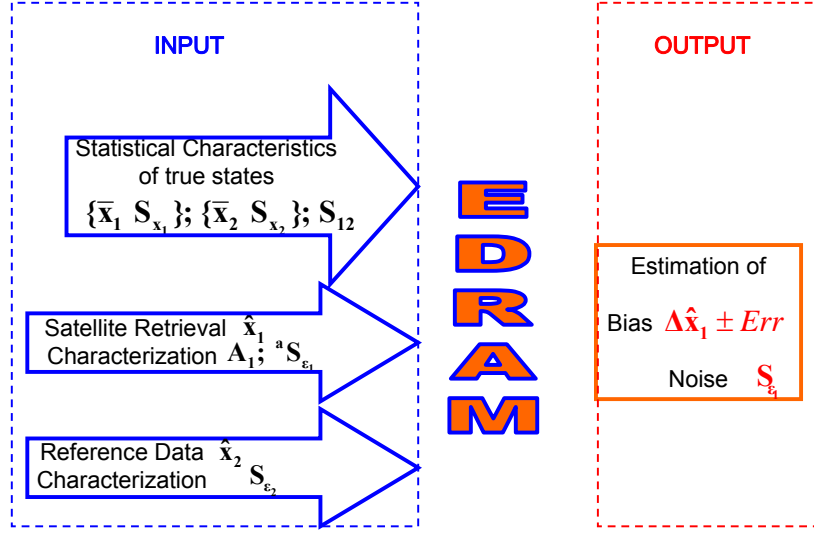 INPUT
OUTPUT
Statistical Characteristics
of true states
{x̄₁ Sₓ₁}; {x̄₂ Sₓ₂}; S₁₂
Satellite Retrieval x̂₁
Characterization A₁; ᵃS_ε₁
Reference Data x̂₂
Characterization S_ε₂
EDRAM
Estimation of
Bias Δx̂₁ ± Err
Noise S_ε₁